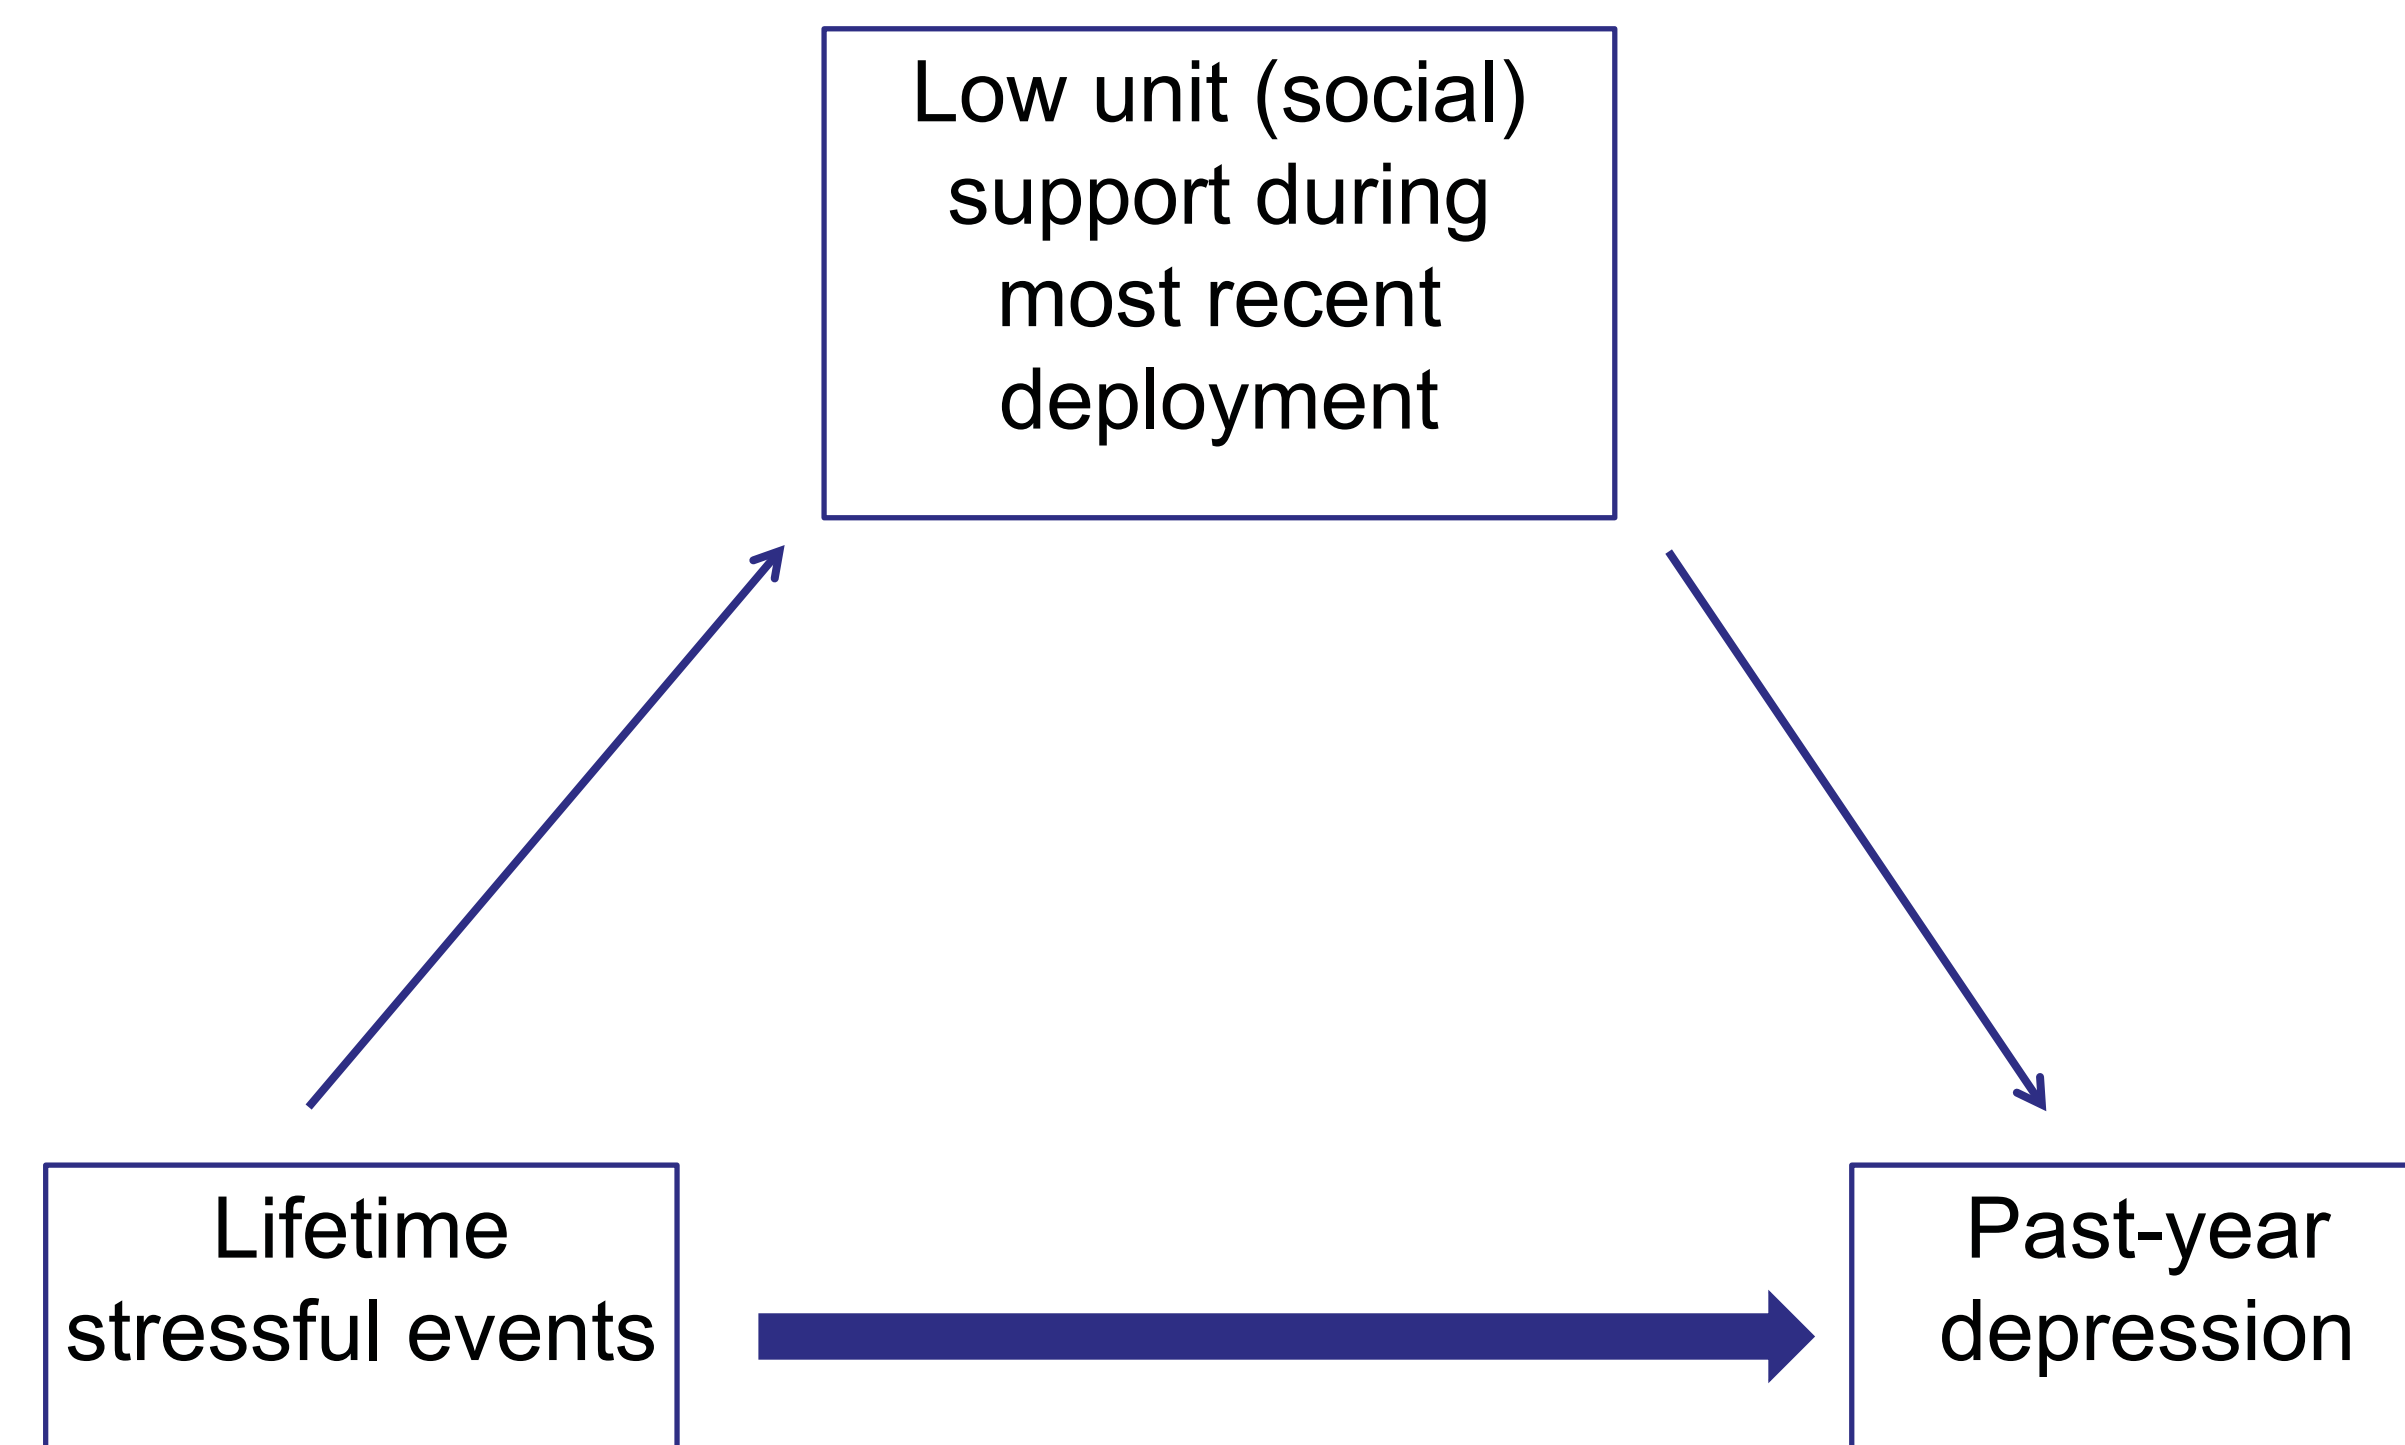 Low unit (social)
support during
most recent
deployment
Lifetime
stressful events
Past-year
depression